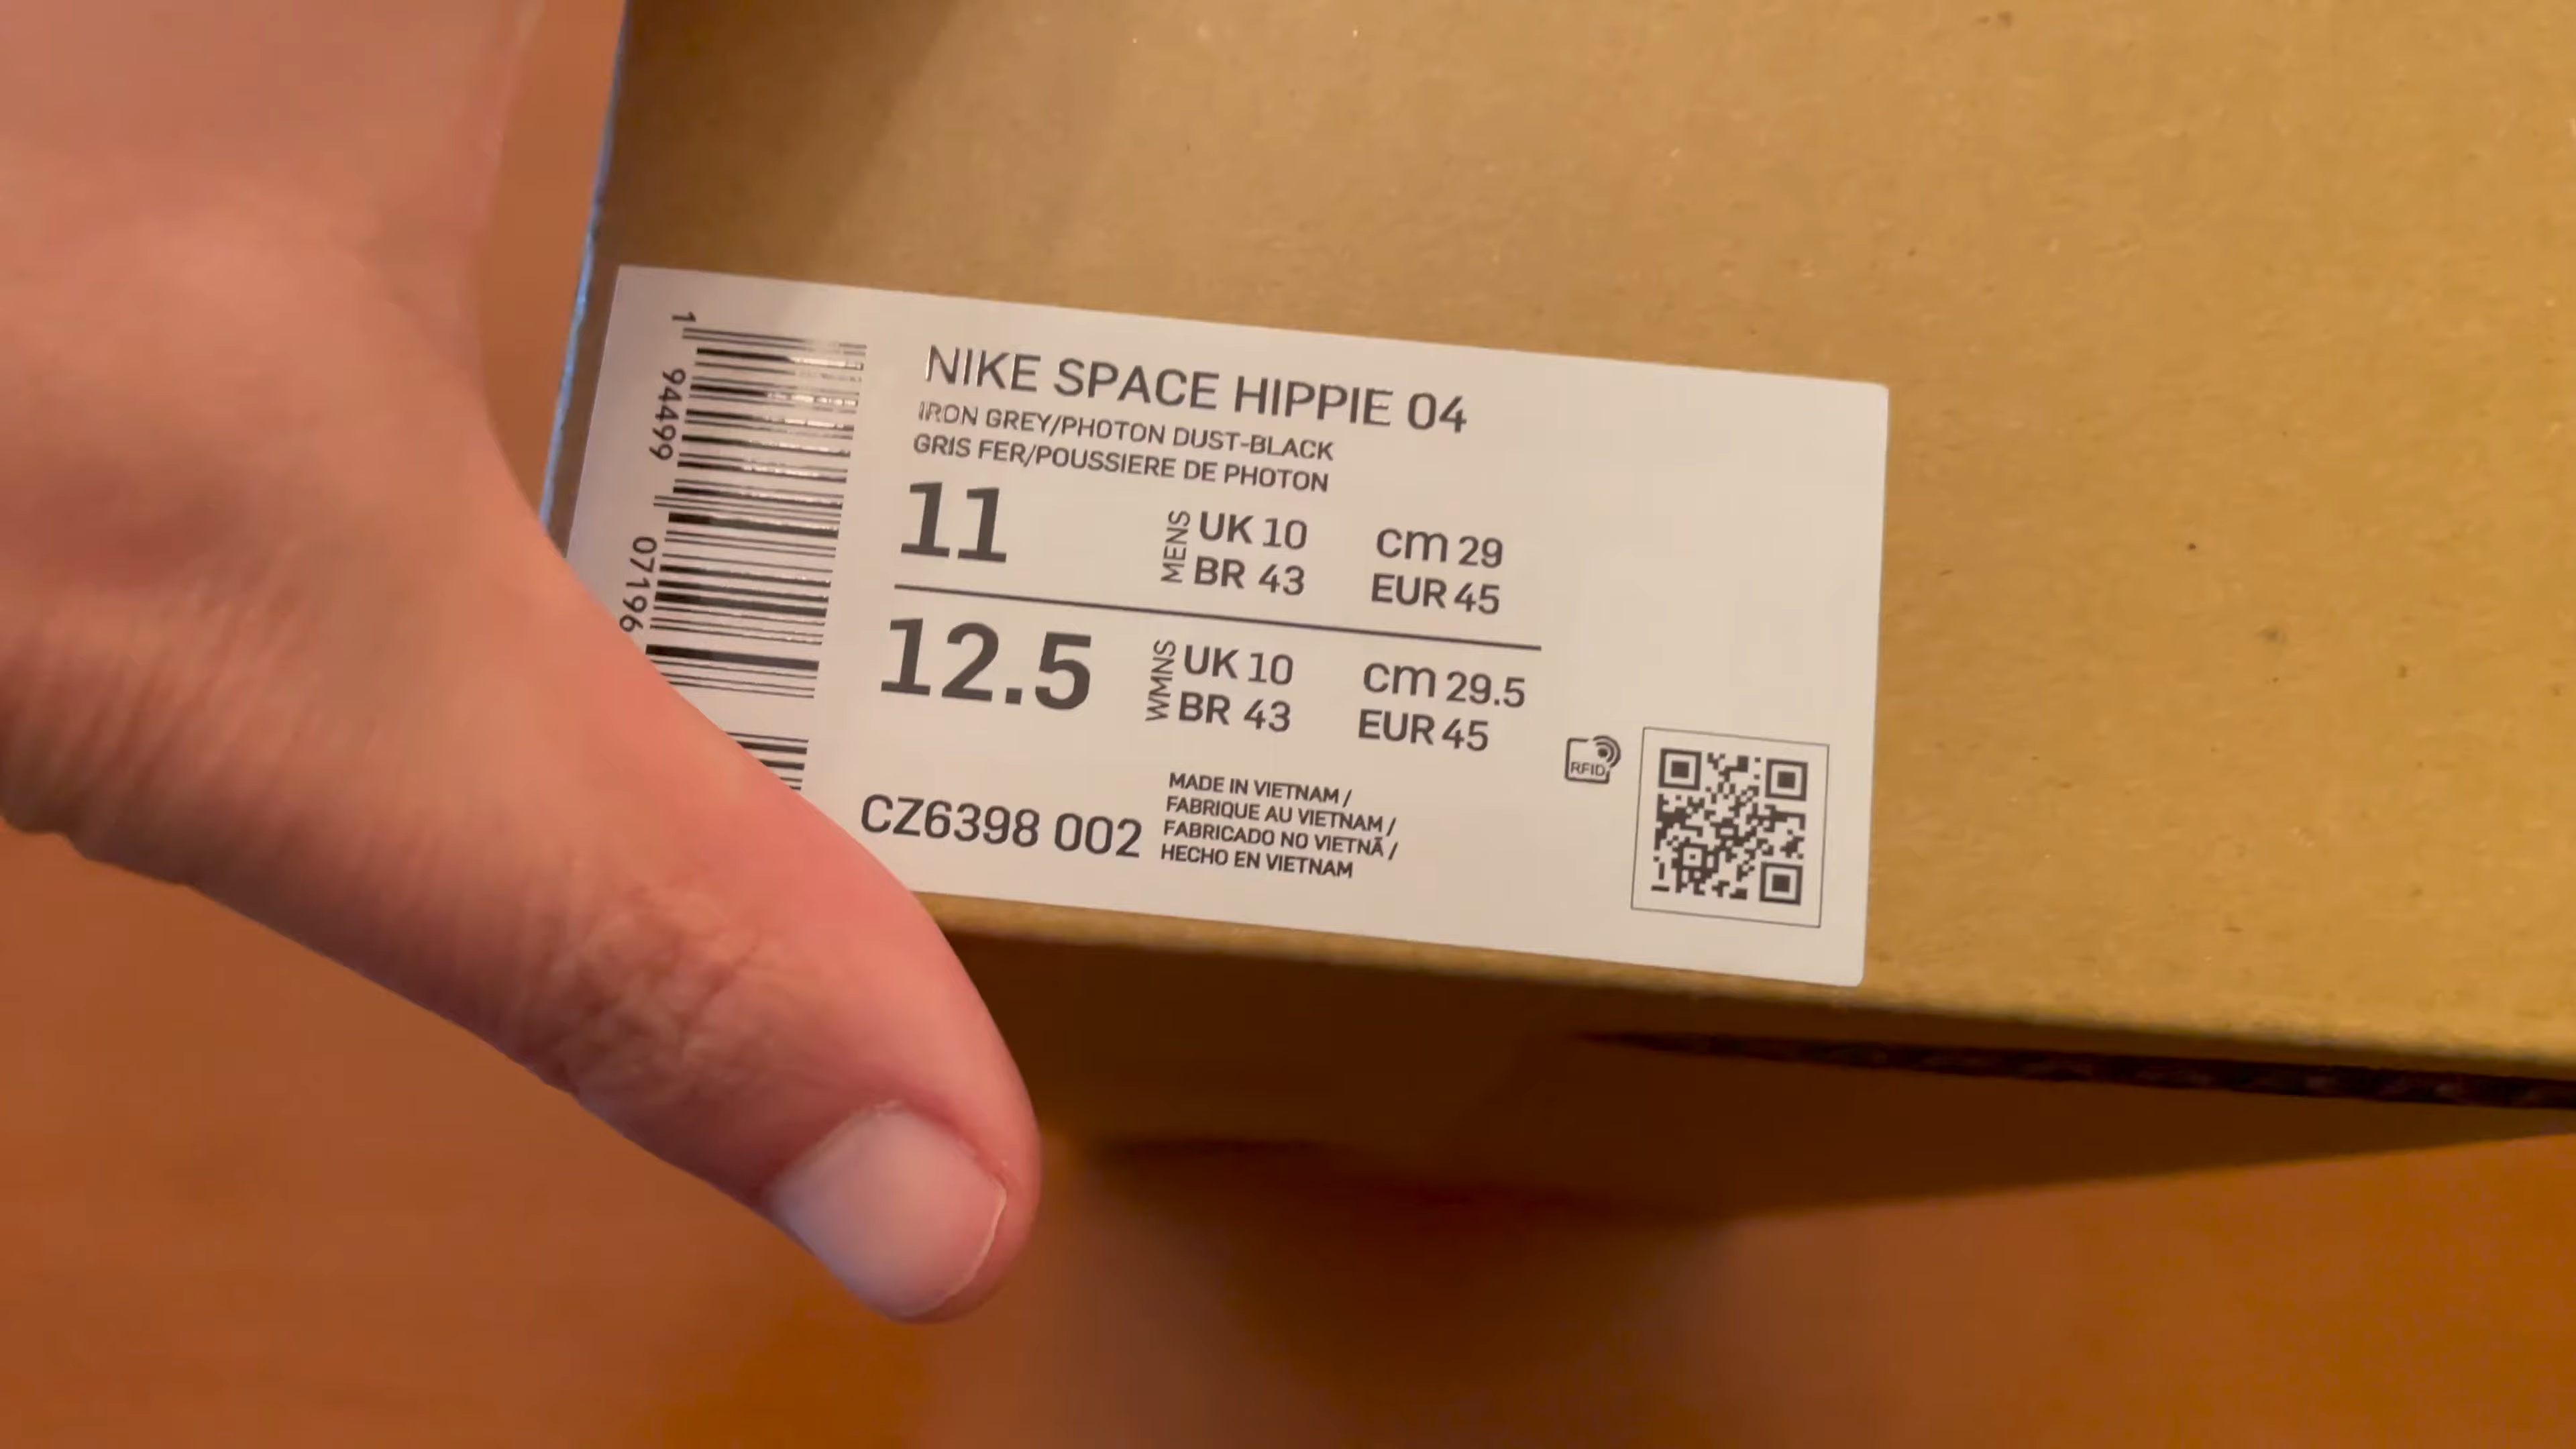 NIKE SPACE HIPPIE 04
IRON GREY/PHOTON DUST-BLACK
GRIS FER/POUSSIERE DE PHOTON
11
MENS
UK 10
cm 29
BR 43
EUR 45
12.5
WMNS
UK 10
cm 29.5
BR 43
EUR 45
CZ6398 002
MADE IN VIETNAM /
FABRIQUE AU VIETNAM /
FABRICADO NO VIETNÃ /
HECHO EN VIETNAM
RFID
1 94499 07196